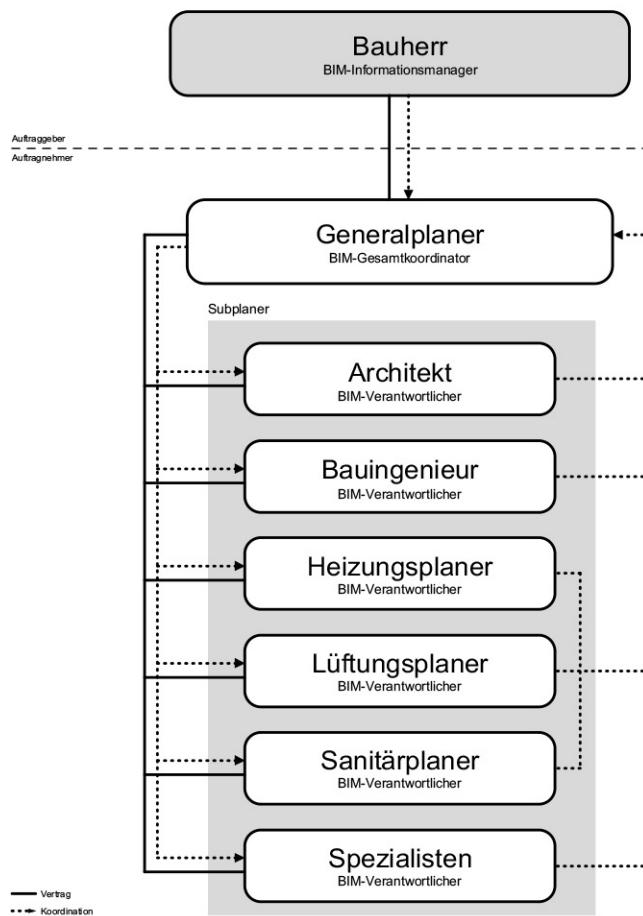 Bauherr
BIM-Informationsmanager
Auftraggeber
Auftragnehmer
Generalplaner
BIM-Gesamtkoordinator
Subplaner
Architekt
BIM-Verantwortlicher
Bauingenieur
BIM-Verantwortlicher
Heizungsplaner
BIM-Verantwortlicher
Lüftungsplaner
BIM-Verantwortlicher
Sanitärplaner
BIM-Verantwortlicher
Spezialisten
BIM-Verantwortlicher
Vertrag
Koordination